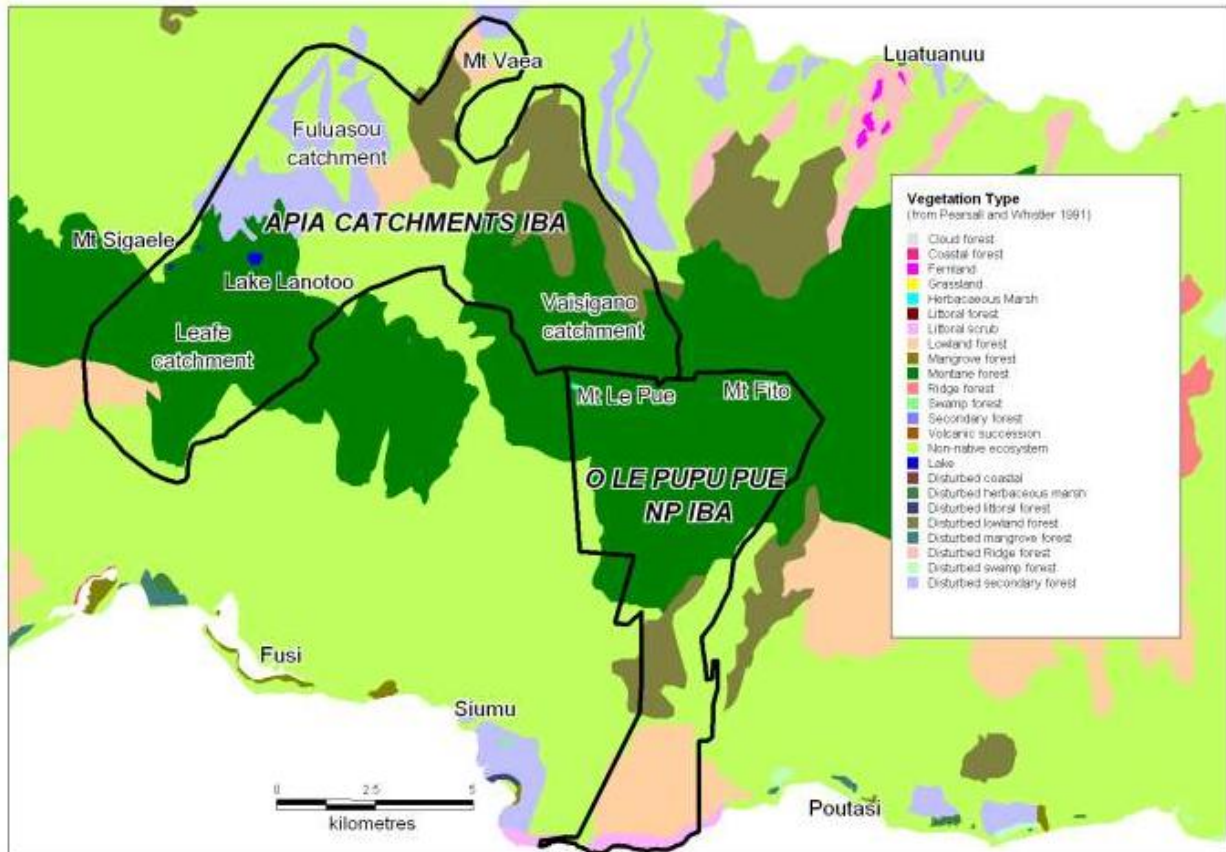 Mt Vaea
Luatuanuu
Fuluasou
catchment
APIA CATCHMENTS IBA
Mt Sigaele
Lake Lanotoo
Leafe
catchment
Vaisigano
catchment
Mt Le Pue
Mt Fito
O LE PUPU PUE
NP IBA
Fusi
Siumu
Poutasi
0 2.5 5
kilometres
Vegetation Type
(from Pearsall and Whistler 1991)
Cloud forest
Coastal forest
Fernland
Grassland
Herbacaeous Marsh
Littoral forest
Littoral scrub
Lowland forest
Mangrove forest
Montane forest
Ridge forest
Swamp forest
Secondary forest
Volcanic succession
Non-native ecosystem
Lake
Disturbed coastal
Disturbed herbaceous marsh
Disturbed littoral forest
Disturbed lowland forest
Disturbed mangrove forest
Disturbed Ridge forest
Disturbed swamp forest
Disturbed secondary forest